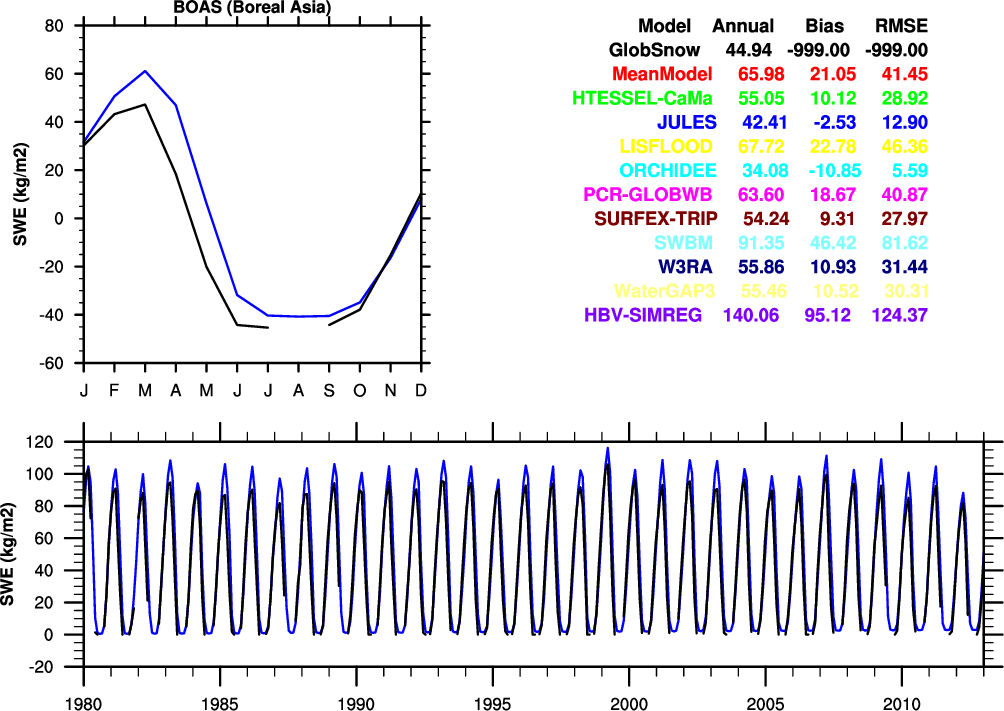 BOAS (Boreal Asia)
80
60
40
20
0
-20
-40
-60
SWE (kg/m2)
J F M A M J J A S O N D
Model Annual Bias RMSE
GlobSnow 44.94 -999.00 -999.00
MeanModel 65.98 21.05 41.45
HTESSEL-CaMa 55.05 10.12 28.92
JULES 42.41 -2.53 12.90
LISFLOOD 67.72 22.78 46.36
ORCHIDEE 34.08 -10.85 5.59
PCR-GLOBWB 63.60 18.67 40.87
SURFEX-TRIP 54.24 9.31 27.97
SWBM 91.35 46.42 81.62
W3RA 55.86 10.93 31.44
WaterGAP3 55.46 10.52 30.31
HBV-SIMREG 140.06 95.12 124.37
120
100
80
60
40
20
0
-20
SWE (kg/m2)
1980 1985 1990 1995 2000 2005 2010